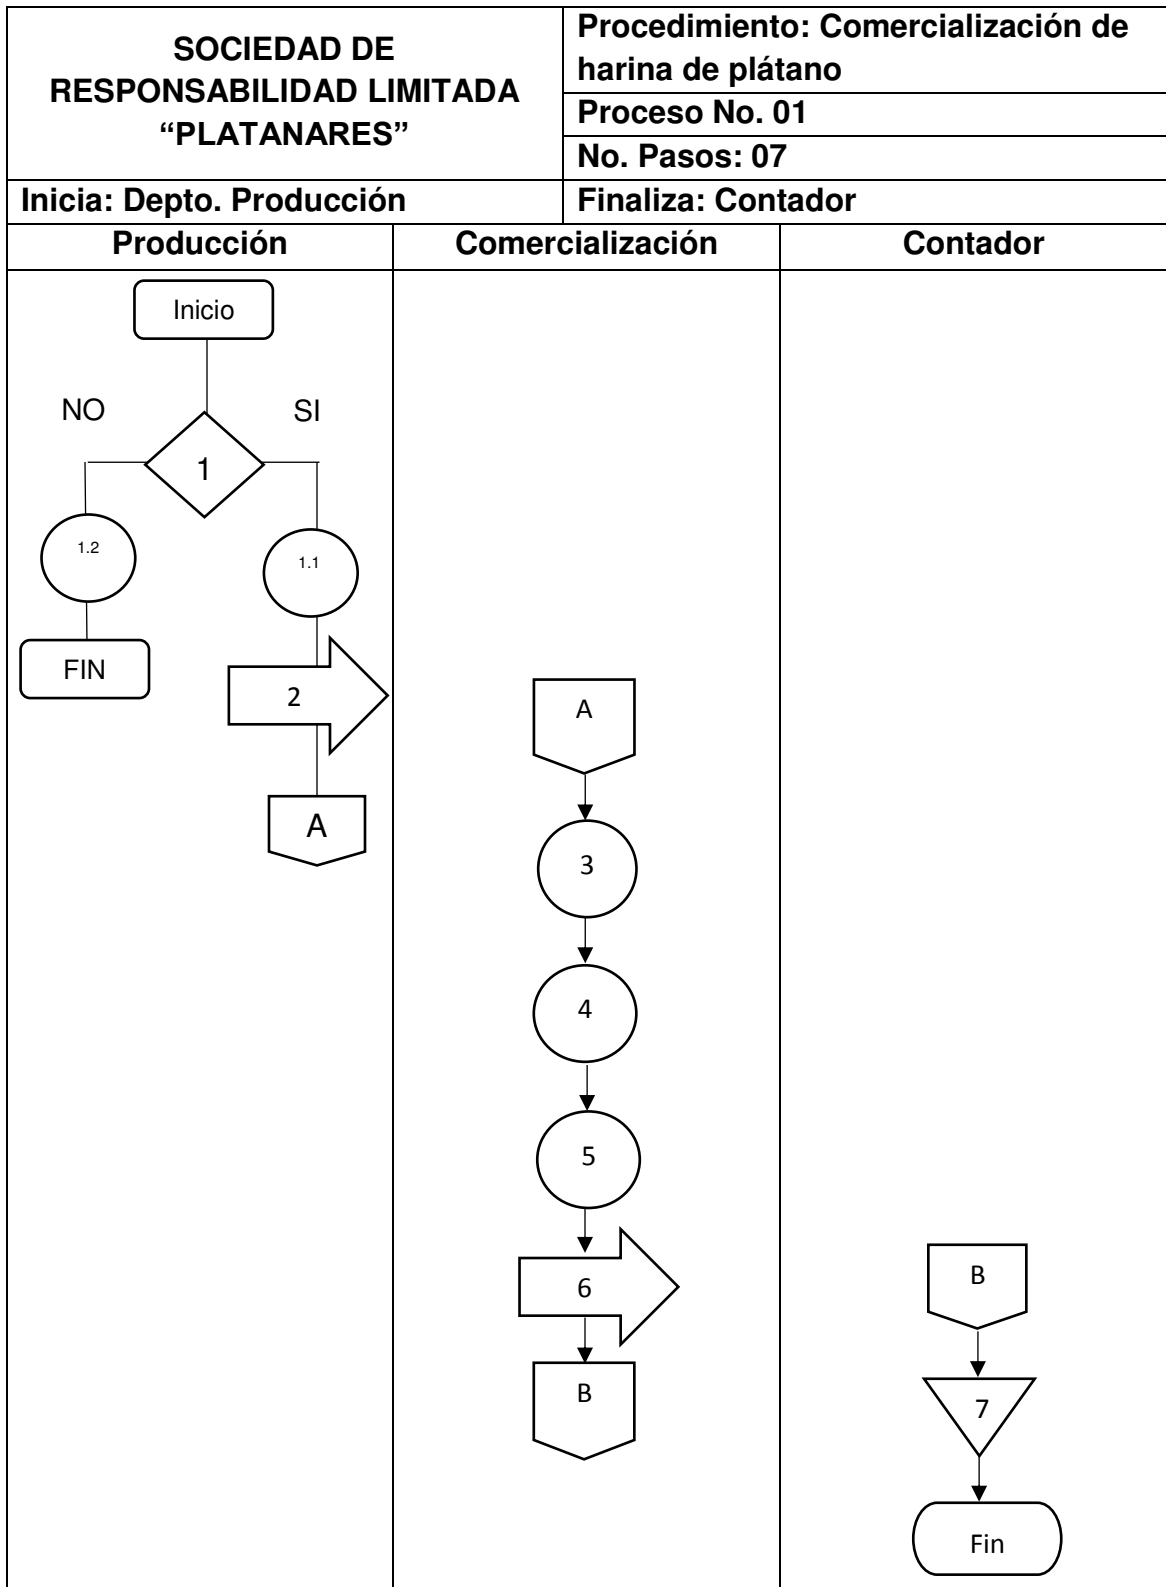 SOCIEDAD DE
RESPONSABILIDAD LIMITADA
“PLATANARES”
Procedimiento: Comercialización de
harina de plátano
Proceso No. 01
No. Pasos: 07
Inicia: Depto. Producción
Finaliza: Contador
Producción
Comercialización
Contador
Inicio
NO
SI
1
1.2
1.1
FIN
2
A
A
3
4
5
6
B
B
7
Fin